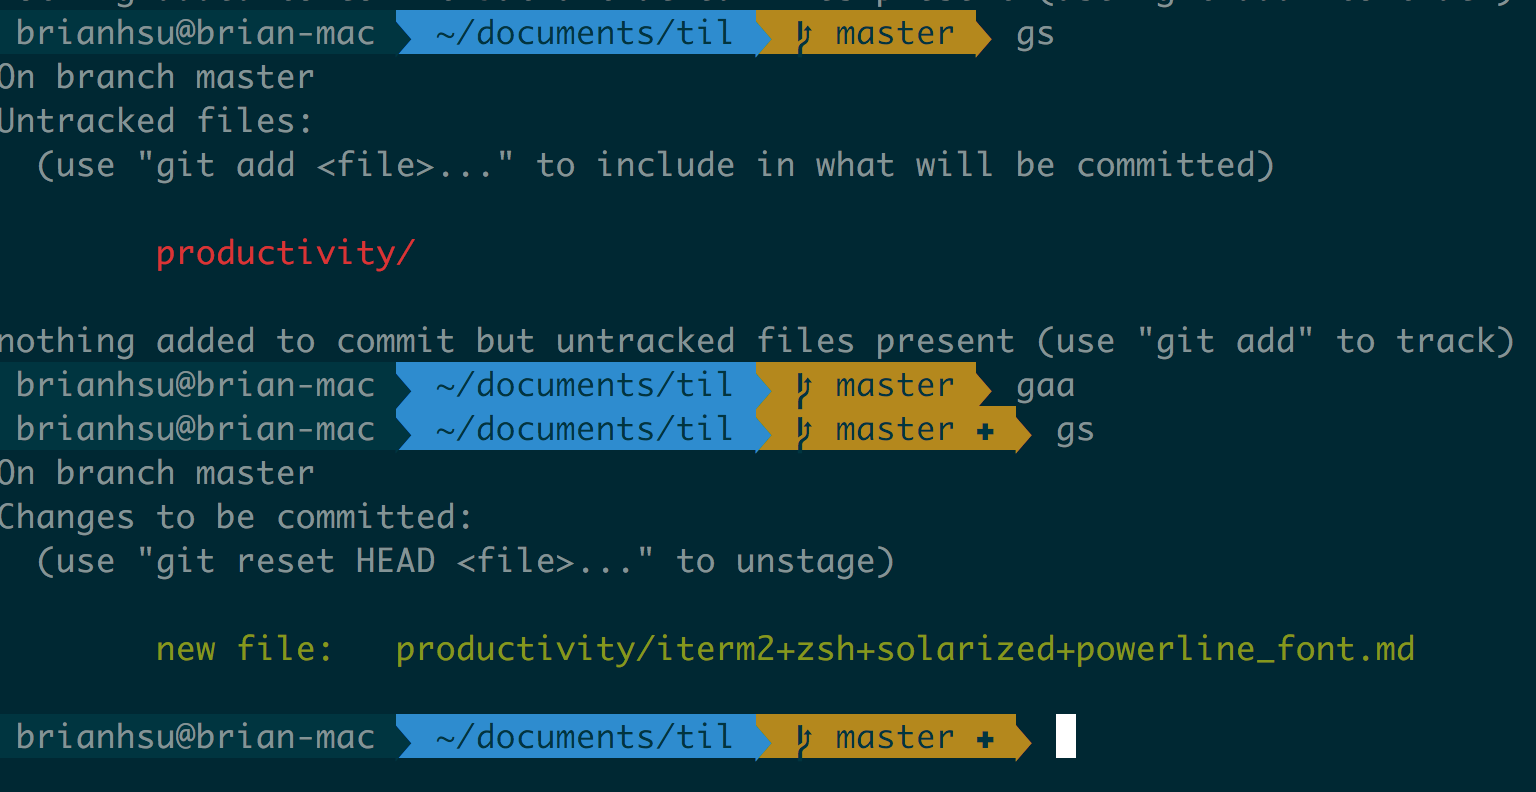 brianhsu@brian-mac ~/documents/til master gs
On branch master
Untracked files:
  (use "git add <file>..." to include in what will be committed)
        productivity/
nothing added to commit but untracked files present (use "git add" to track)
brianhsu@brian-mac ~/documents/til master gaa
brianhsu@brian-mac ~/documents/til master + gs
On branch master
Changes to be committed:
  (use "git reset HEAD <file>..." to unstage)
        new file:   productivity/iterm2+zsh+solarized+powerline_font.md
brianhsu@brian-mac ~/documents/til master +